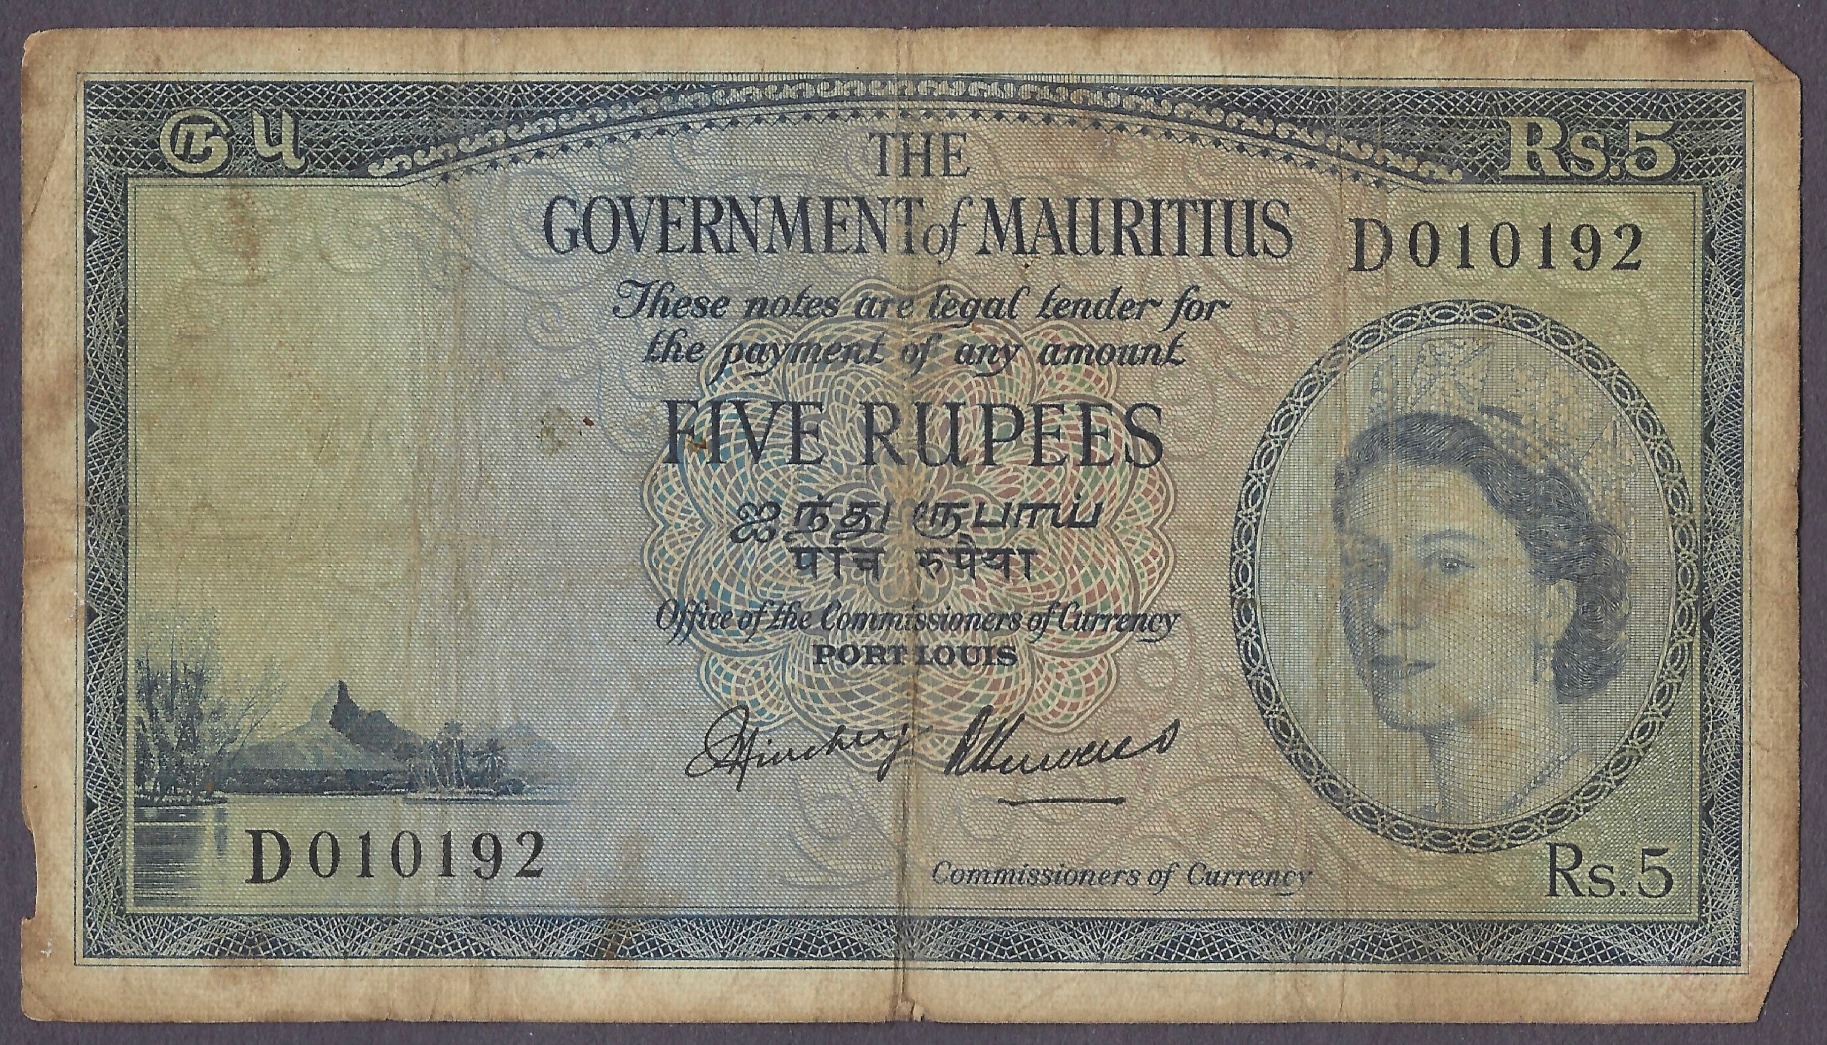 ௫ ५ Rs.5
THE
GOVERNMENT of MAURITIUS
D010192
These notes are legal tender for
the payment of any amount
FIVE RUPEES
ஐந்து ரூபாய்
पांच रुपैया
Office of the Commissioners of Currency
PORT LOUIS
D010192
Commissioners of Currency
Rs.5